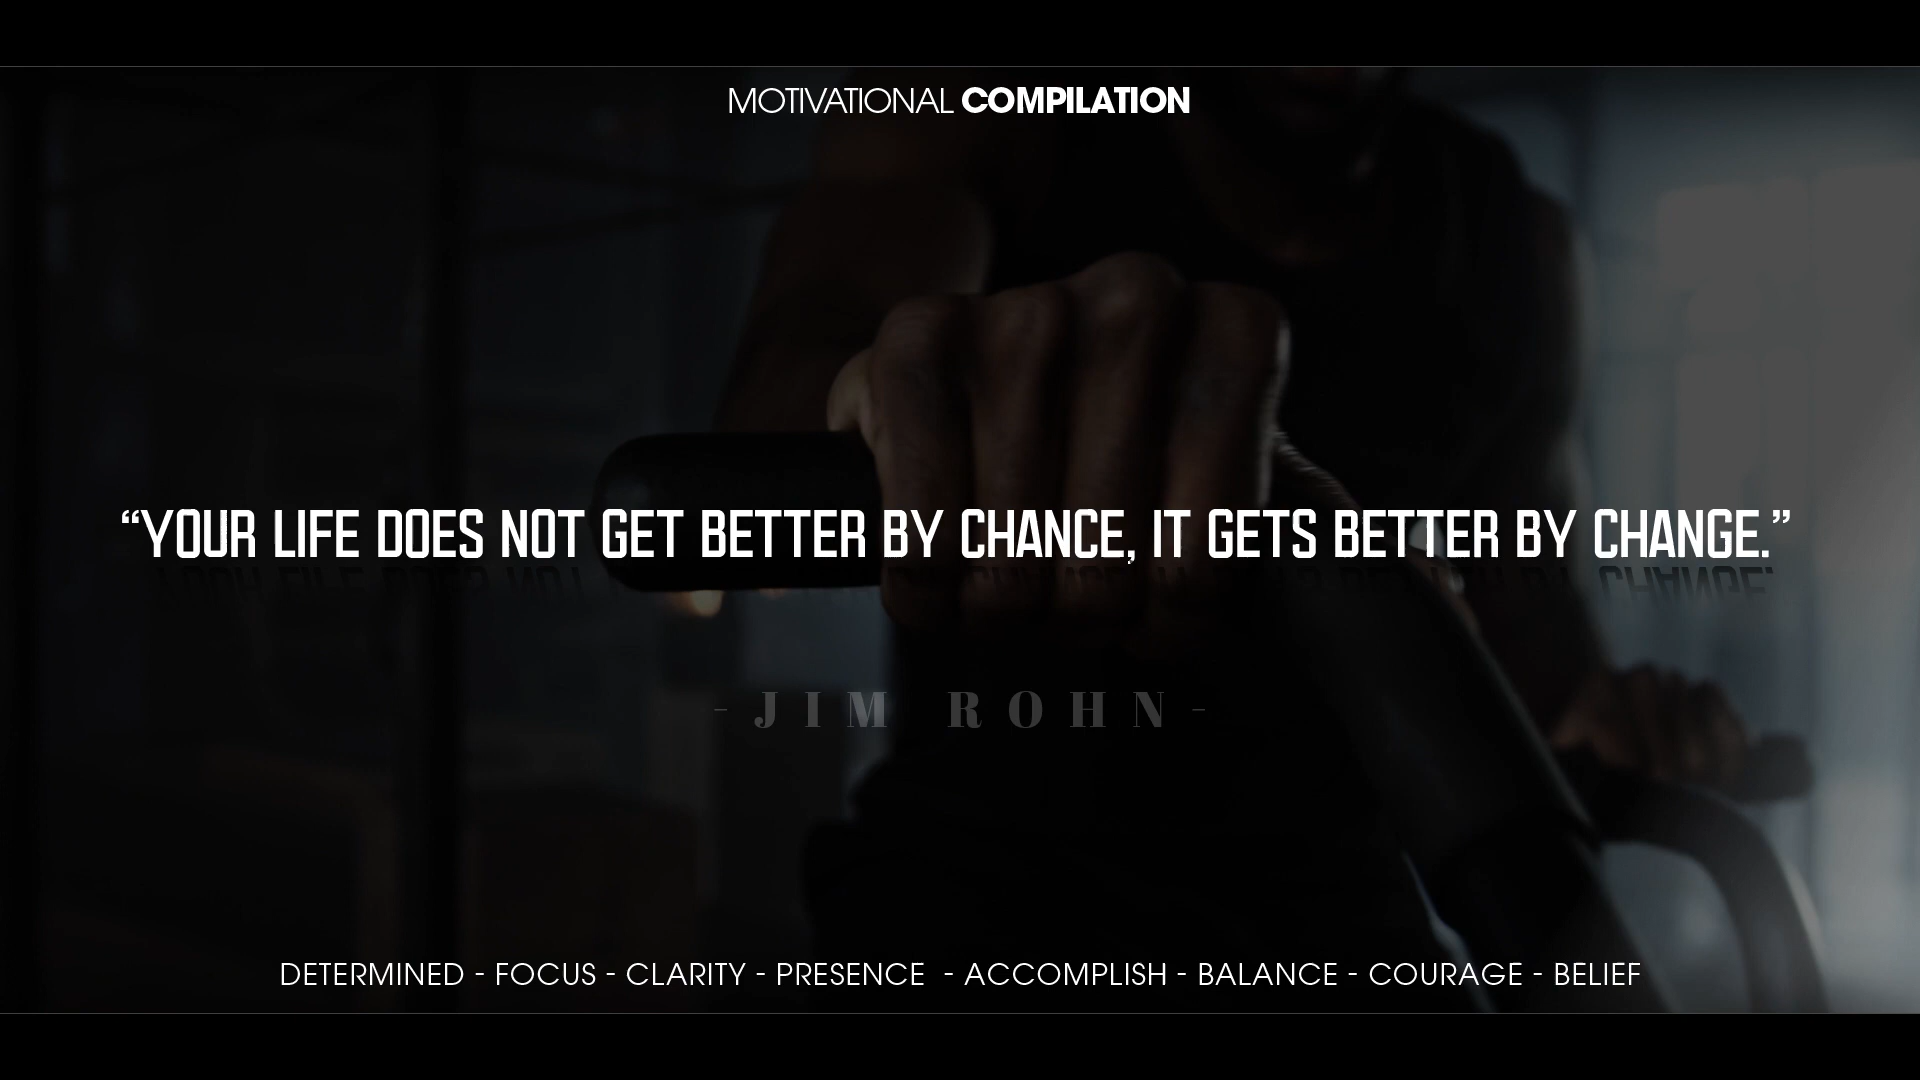 MOTIVATIONAL COMPILATION
“YOUR LIFE DOES NOT GET BETTER BY CHANCE, IT GETS BETTER BY CHANGE.”
- JIM ROHN -
DETERMINED - FOCUS - CLARITY - PRESENCE - ACCOMPLISH - BALANCE - COURAGE - BELIEF